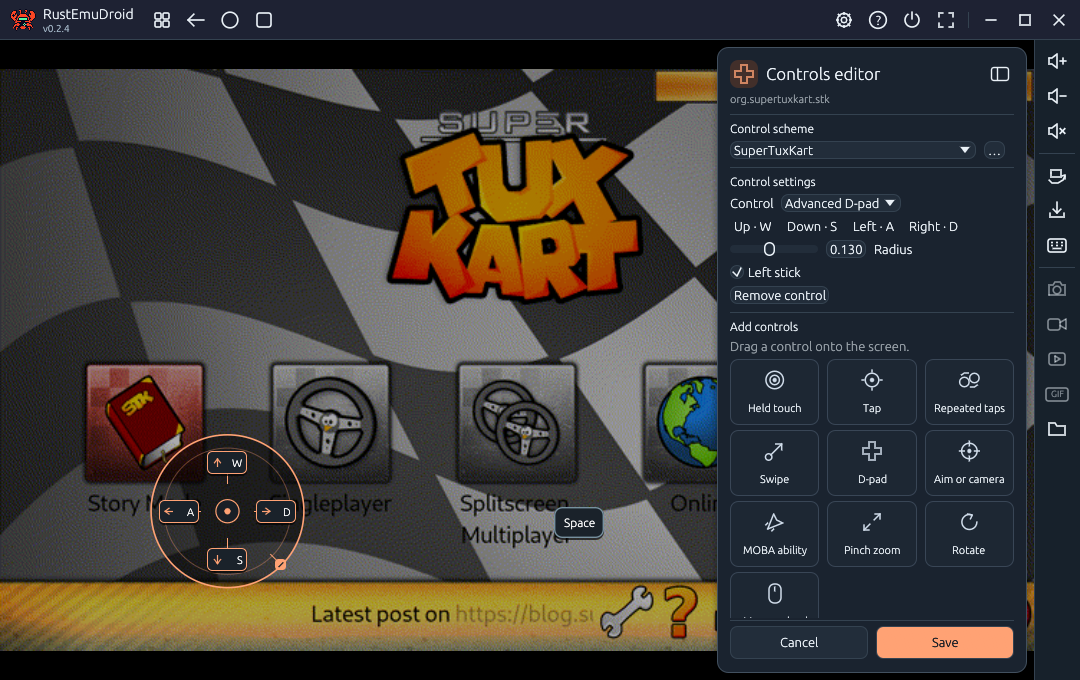 RustEmuDroid
v0.2.4
SUPER
TUX
KART
STK
Story
Singleplayer
Splitscreen
Multiplayer
Latest post on https://blog.su
W
A
D
S
Space
Controls editor
org.supertuxkart.stk
Control scheme
SuperTuxKart
...
Control settings
Control Advanced D-pad
Up · W Down · S Left · A Right · D
0.130 Radius
Left stick
Remove control
Add controls
Drag a control onto the screen.
Held touch Tap Repeated taps
Swipe D-pad Aim or camera
MOBA ability Pinch zoom Rotate
Cancel Save
GIF